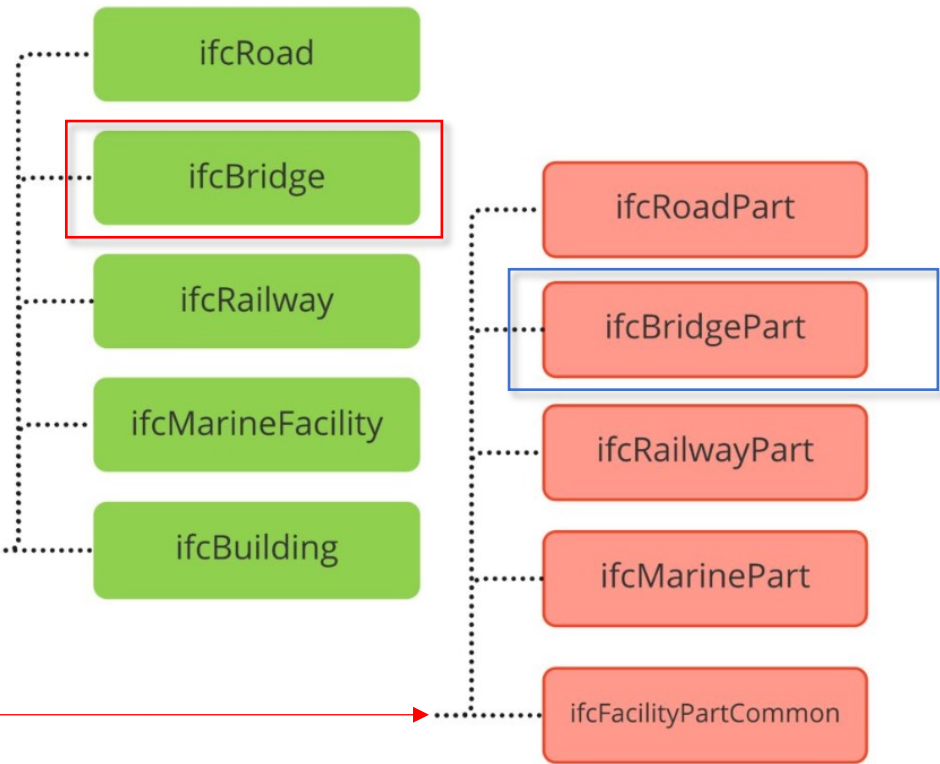 ifcRoad
ifcBridge
ifcRailway
ifcMarineFacility
ifcBuilding
ifcRoadPart
ifcBridgePart
ifcRailwayPart
ifcMarinePart
ifcFacilityPartCommon